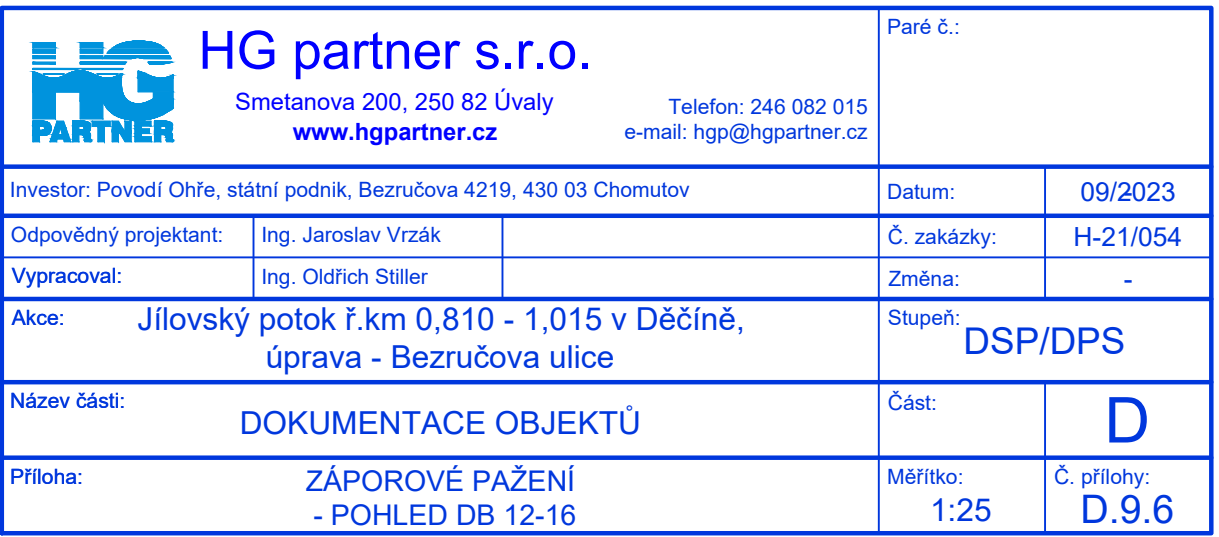 HG
PARTNER
HG partner s.r.o.
Smetanova 200, 250 82 Úvaly
www.hgpartner.cz
Telefon: 246 082 015
e-mail: hgp@hgpartner.cz
Paré č.:
Investor: Povodí Ohře, státní podnik, Bezručova 4219, 430 03 Chomutov
Datum:
09/2023
Odpovědný projektant:
Ing. Jaroslav Vrzák
Č. zakázky:
H-21/054
Vypracoval:
Ing. Oldřich Stiller
Změna:
-
Akce:
Jílovský potok ř.km 0,810 - 1,015 v Děčíně,
úprava - Bezručova ulice
Stupeň:
DSP/DPS
Název části:
DOKUMENTACE OBJEKTŮ
Část:
D
Příloha:
ZÁPOROVÉ PAŽENÍ
- POHLED DB 12-16
Měřítko:
1:25
Č. přílohy:
D.9.6